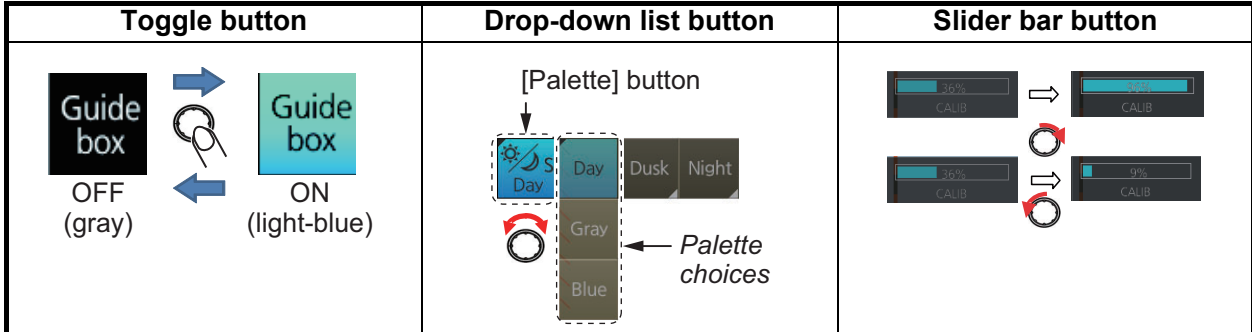 Toggle button
Drop-down list button
Slider bar button
Guide
box
Guide
box
OFF
(gray)
ON
(light-blue)
[Palette] button
S
Day
Day
Dusk
Night
Gray
Blue
Palette
choices
36%
CALIB
CALIB
36%
CALIB
9%
CALIB